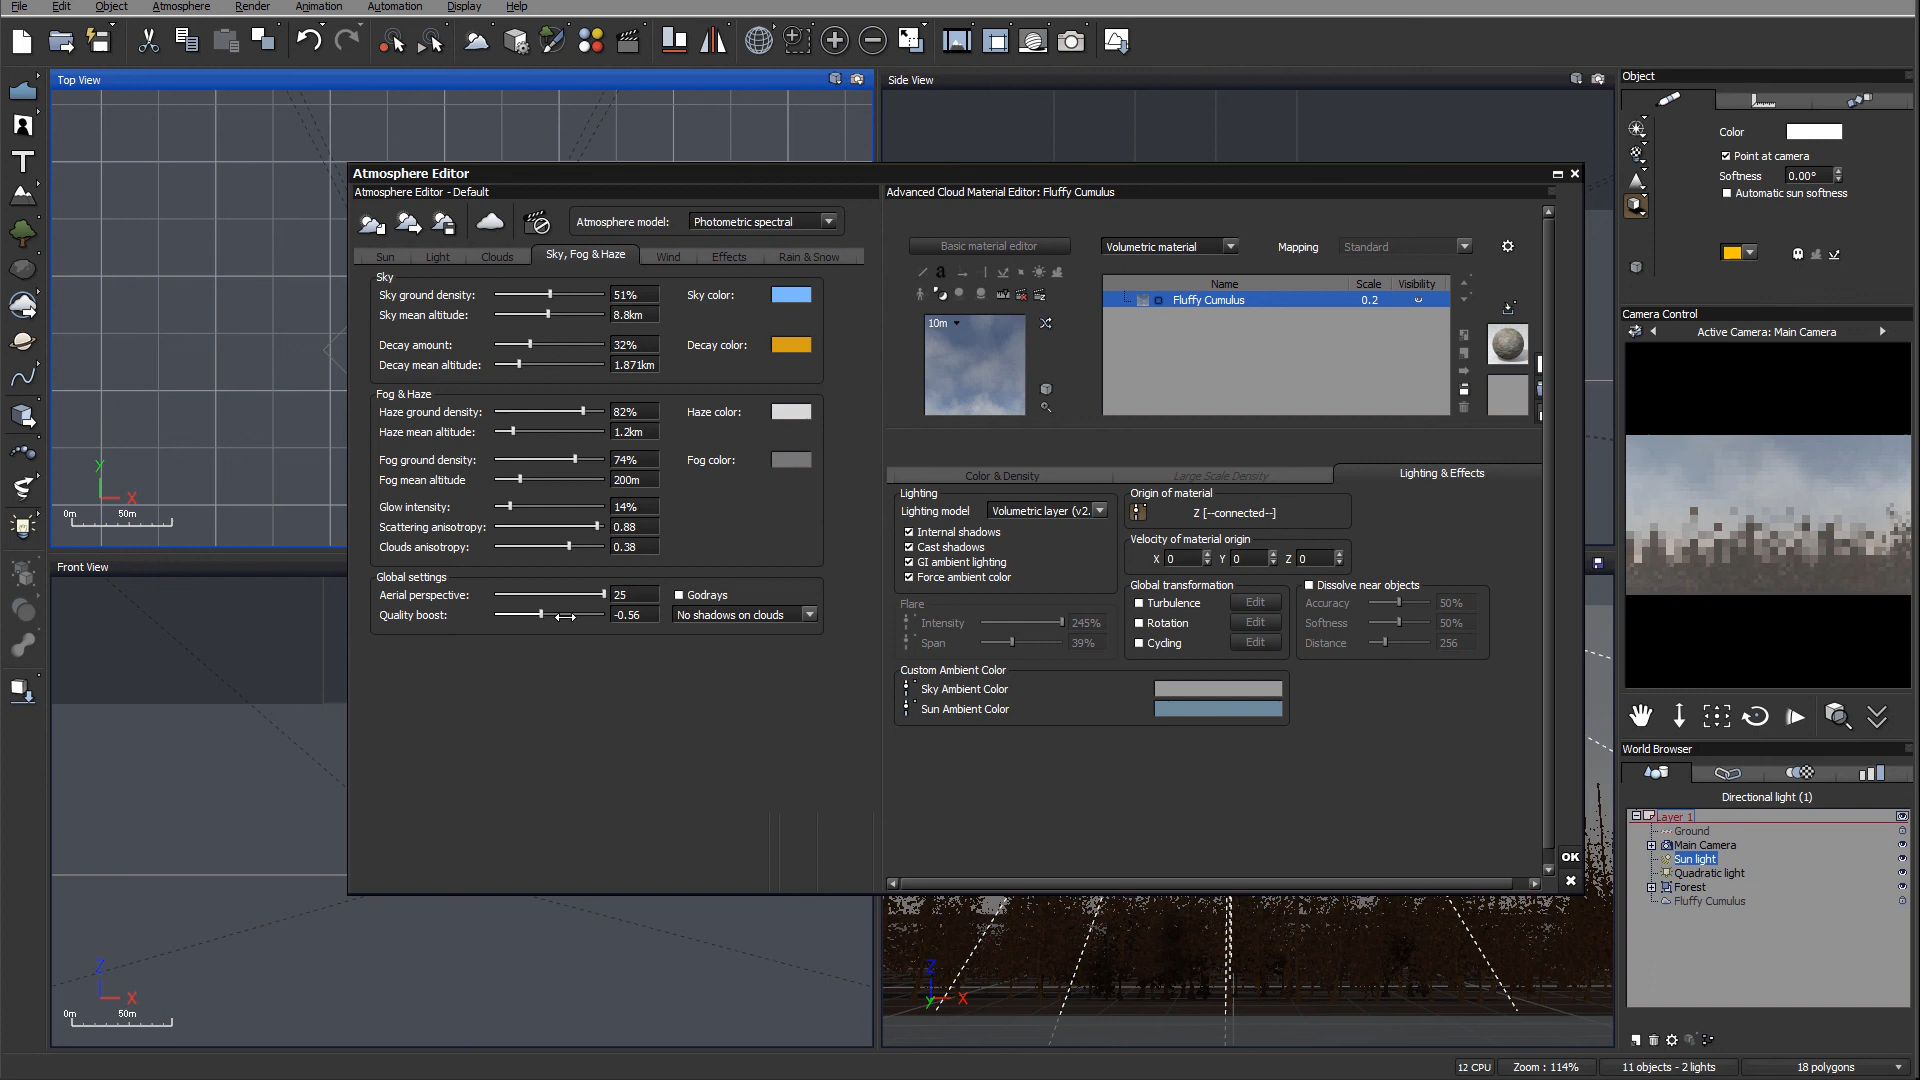 File Edit Object Atmosphere Render Animation Automation Display Help
Top View
Side View
Object
Color
Point at camera
Softness 0.00°
Automatic sun softness
Atmosphere Editor
Atmosphere Editor - Default
Atmosphere model: Photometric spectral
Sun Light Clouds Sky, Fog & Haze Wind Effects Rain & Snow
Sky
Sky ground density: 51% Sky color:
Sky mean altitude: 8.8km
Decay amount: 32% Decay color:
Decay mean altitude: 1.871km
Fog & Haze
Haze ground density: 82% Haze color:
Haze mean altitude: 1.2km
Fog ground density: 74% Fog color:
Fog mean altitude 200m
Glow intensity: 14%
Scattering anisotropy: 0.88
Clouds anisotropy: 0.38
Global settings
Aerial perspective: 25 Godrays
Quality boost: -0.56 No shadows on clouds
Advanced Cloud Material Editor: Fluffy Cumulus
Basic material editor Volumetric material Mapping Standard
Name Scale Visibility
Fluffy Cumulus 0.2
10m
Color & Density Large Scale Density Lighting & Effects
Lighting
Lighting model Volumetric layer (v2.
Internal shadows
Cast shadows
GI ambient lighting
Force ambient color
Flare
Intensity 245%
Span 39%
Origin of material
Z [--connected--]
Velocity of material origin
X 0 Y 0 Z 0
Global transformation
Turbulence Edit
Rotation Edit
Cycling Edit
Dissolve near objects
Accuracy 50%
Softness 50%
Distance 256
Custom Ambient Color
Sky Ambient Color
Sun Ambient Color
OK
Camera Control
Active Camera: Main Camera
World Browser
Directional light (1)
Layer 1
Ground
Main Camera
Sun light
Quadratic light
Forest
Fluffy Cumulus
Y
X
0m 50m
Front View
Z
X
0m 50m
Z
Y X
12 CPU Zoom : 114% 11 objects - 2 lights 18 polygons